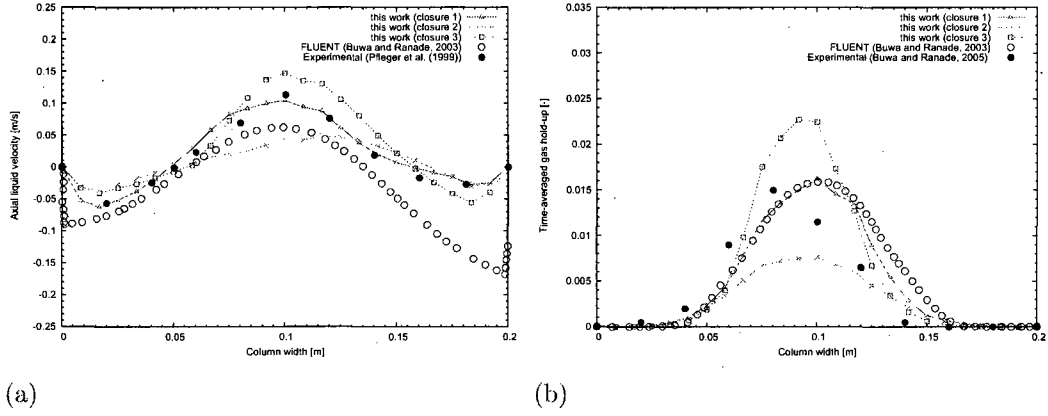 this work (closure 1)
this work (closure 2)
this work (closure 3)
FLUENT (Buwa and Ranade, 2003)
Experimental (Pfleger et al. (1999))
0.25
0.2
0.15
0.1
0.05
0
-0.05
-0.1
-0.15
-0.2
-0.25
Axial liquid velocity [m/s]
0
0.05
0.1
0.15
0.2
Column width [m]
(a)
this work (closure 1)
this work (closure 2)
this work (closure 3)
FLUENT (Buwa and Ranade, 2003)
Experimental (Buwa and Ranade, 2005)
0.035
0.03
0.025
0.02
0.015
0.01
0.005
0
Time-averaged gas hold-up [-]
0
0.05
0.1
0.15
0.2
Column width [m]
(b)